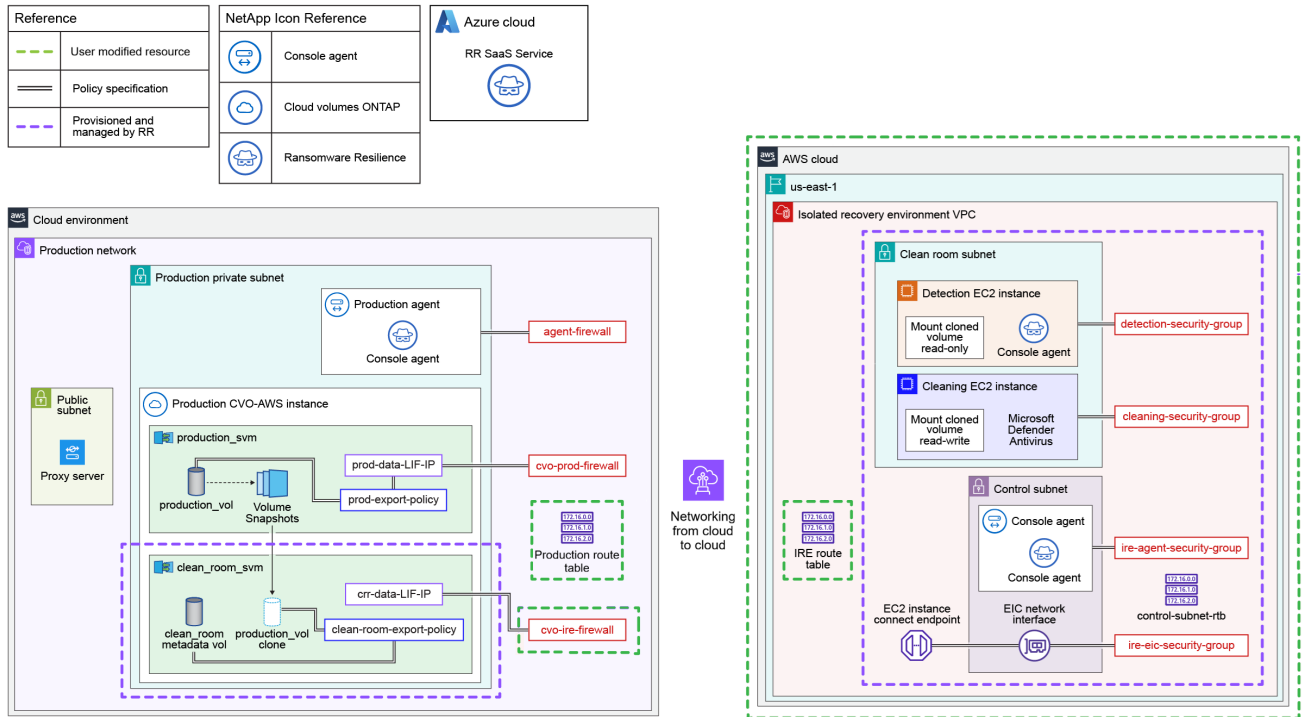 Reference
User modified resource
Policy specification
Provisioned and
managed by RR
NetApp Icon Reference
Console agent
Cloud volumes ONTAP
Ransomware Resilience
Azure cloud
RR SaaS Service
aws
Cloud environment
Production network
Production private subnet
Production agent
Console agent
agent-firewall
Public
subnet
Proxy server
Production CVO-AWS instance
production_svm
production_vol
Volume
Snapshots
prod-data-LIF-IP
prod-export-policy
cvo-prod-firewall
172.16.0.0
172.16.1.0
172.16.2.0
Production route
table
clean_room_svm
clean_room
metadata vol
production_vol
clone
crr-data-LIF-IP
clean-room-export-policy
cvo-ire-firewall
Networking
from cloud
to cloud
aws
AWS cloud
us-east-1
Isolated recovery environment VPC
Clean room subnet
Detection EC2 instance
Mount cloned
volume
read-only
Console agent
detection-security-group
Cleaning EC2 instance
Mount cloned
volume
read-write
Microsoft
Defender
Antivirus
cleaning-security-group
172.16.0.0
172.16.1.0
172.16.2.0
IRE route
table
Control subnet
Console agent
Console agent
ire-agent-security-group
172.16.0.0
172.16.1.0
172.16.2.0
control-subnet-rtb
EC2 instance
connect endpoint
EIC network
interface
ire-eic-security-group